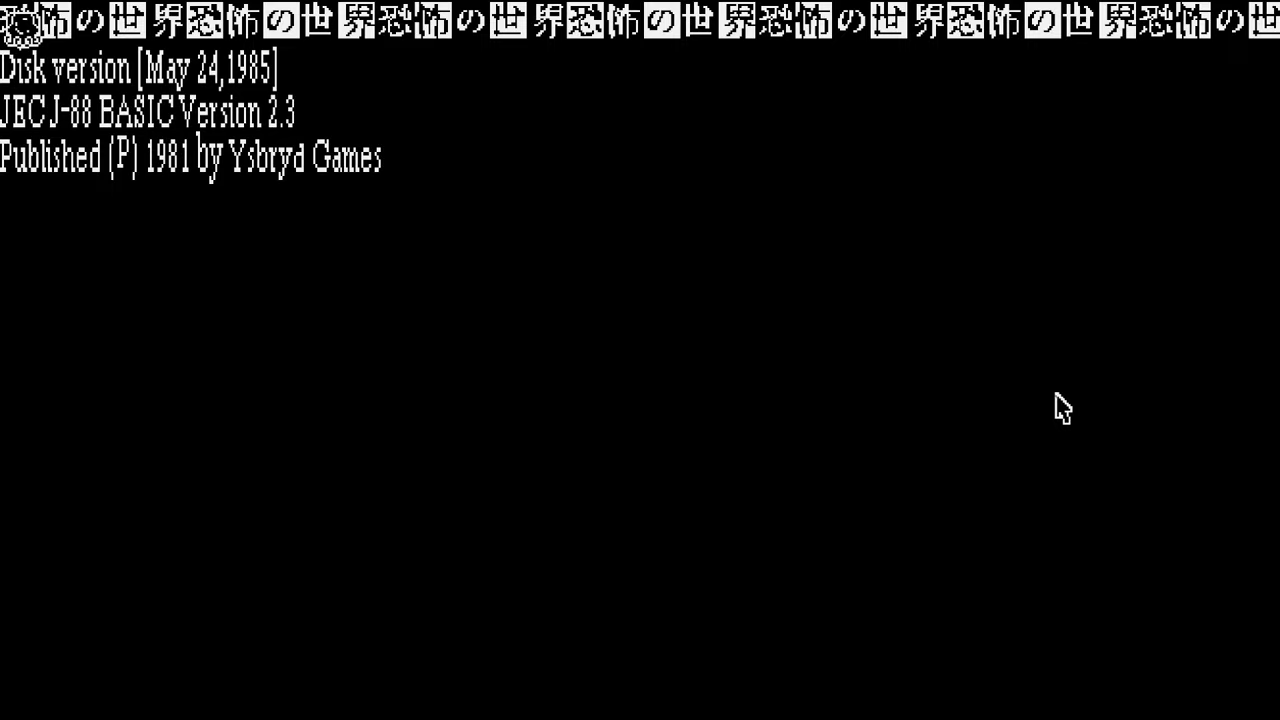 恐怖の世界恐怖の世界恐怖の世界恐怖の世界恐怖の世界恐怖の世界恐怖の世
Disk version [May 24,1985]
JEC J-88 BASIC Version 2.3
Published (P) 1981 by Ysbryd Games